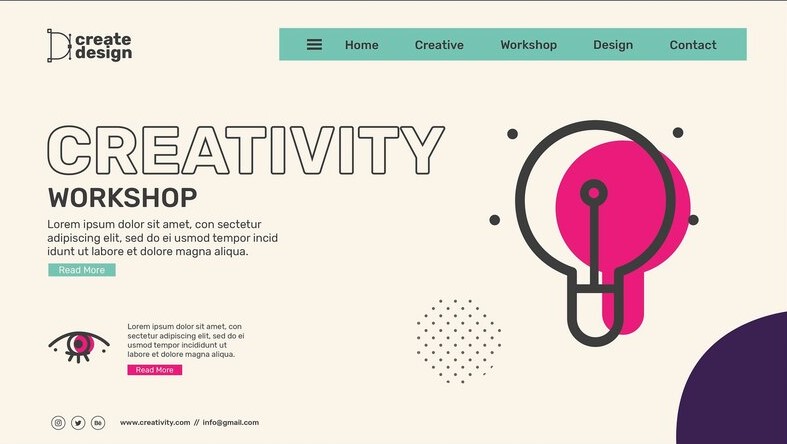 create
design
Home Creative Workshop Design Contact
CREATIVITY
WORKSHOP
Lorem ipsum dolor sit amet, con sectetur
adipiscing elit, sed do ei usmod tempor incid
idunt ut labore et dolore magna aliqua.
Read More
Lorem ipsum dolor sit amet, con
sectetur adipiscing elit, sed do ei
usmod tempor incididunt ut
labore et dolore magna aliqua.
Read More
Bē
www.creativity.com // info@gmail.com